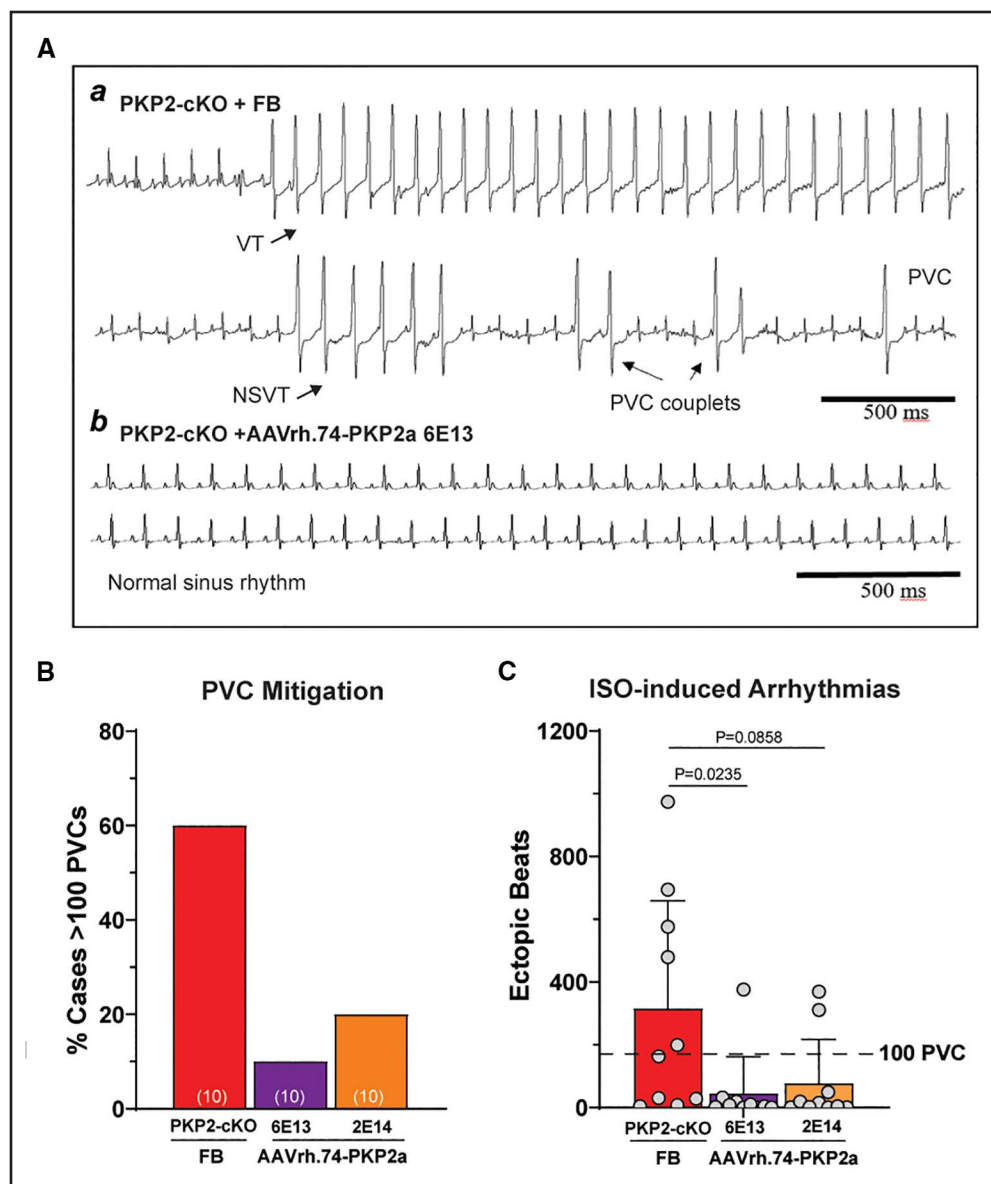 A
a
PKP2-cKO + FB
VT
PVC
NSVT
PVC couplets
500 ms
b
PKP2-cKO +AAVrh.74-PKP2a 6E13
Normal sinus rhythm
500 ms
B
PVC Mitigation
% Cases >100 PVCs
80
60
40
20
0
(10) (10) (10)
PKP2-cKO 6E13 2E14
FB AAVrh.74-PKP2a
C
ISO-induced Arrhythmias
Ectopic Beats
1200
800
400
0
P=0.0858
P=0.0235
100 PVC
PKP2-cKO 6E13 2E14
FB AAVrh.74-PKP2a